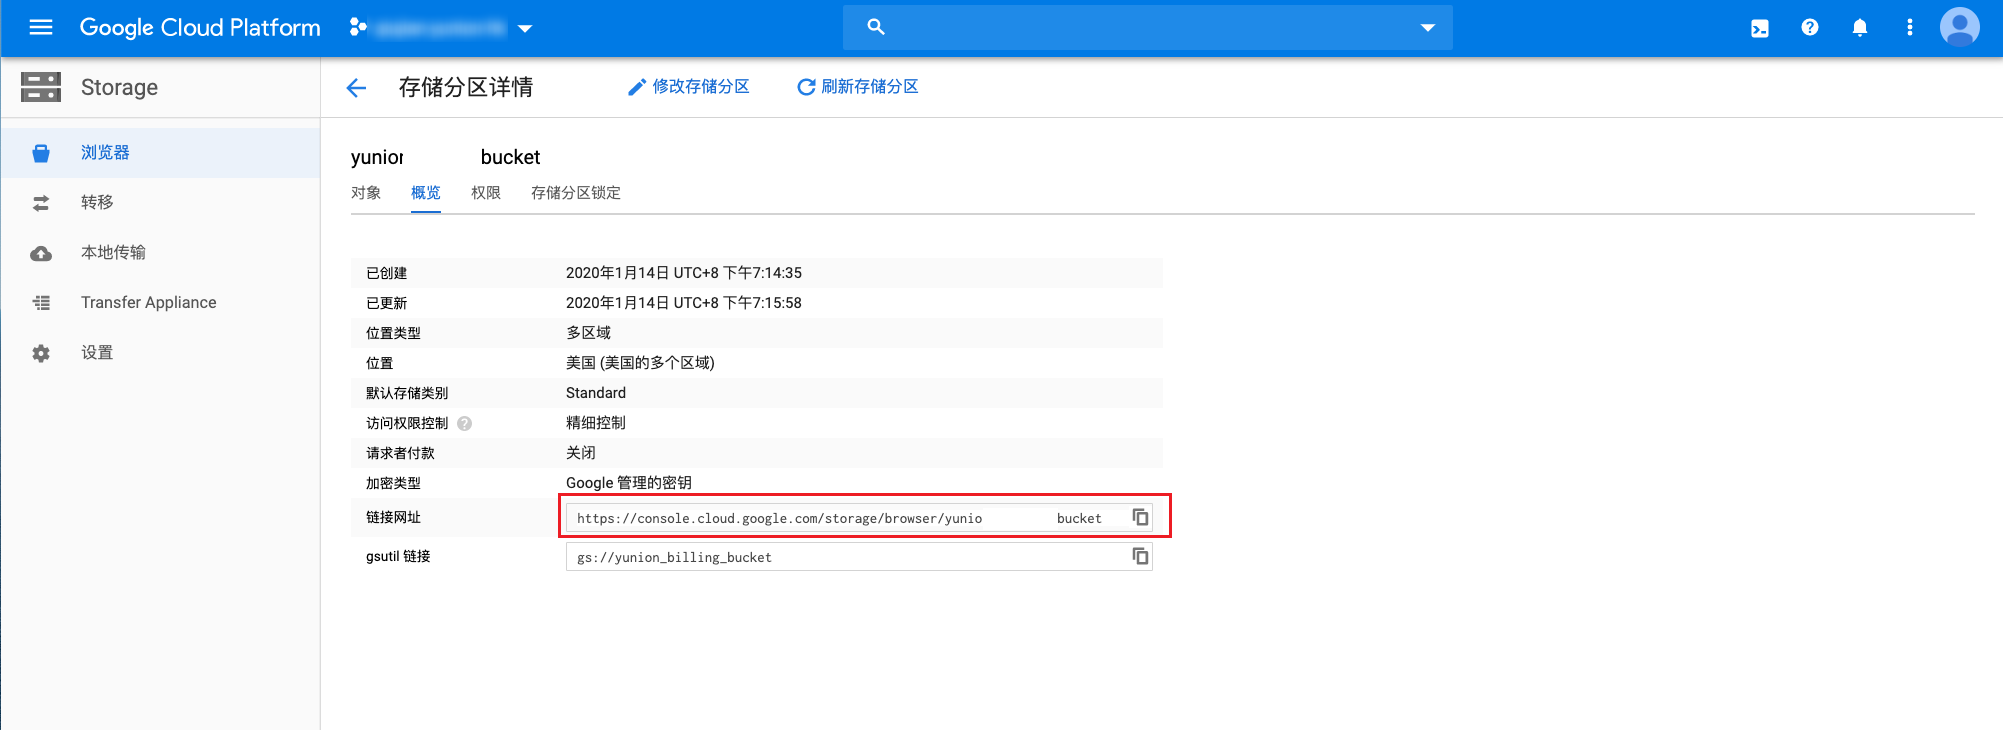 Google Cloud Platform
Storage
存储分区详情 修改存储分区 刷新存储分区
浏览器
转移
本地传输
Transfer Appliance
设置
yunior bucket
对象 概览 权限 存储分区锁定
已创建 2020年1月14日 UTC+8 下午7:14:35
已更新 2020年1月14日 UTC+8 下午7:15:58
位置类型 多区域
位置 美国 (美国的多个区域)
默认存储类别 Standard
访问权限控制 精细控制
请求者付款 关闭
加密类型 Google 管理的密钥
链接网址 https://console.cloud.google.com/storage/browser/yunio bucket
gsutil 链接 gs://yunion_billing_bucket